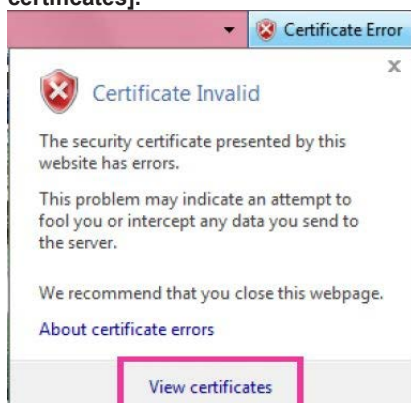 certificates].
Certificate Error
x
Certificate Invalid
The security certificate presented by this
website has errors.
This problem may indicate an attempt to
fool you or intercept any data you send to
the server.
We recommend that you close this webpage.
About certificate errors
View certificates